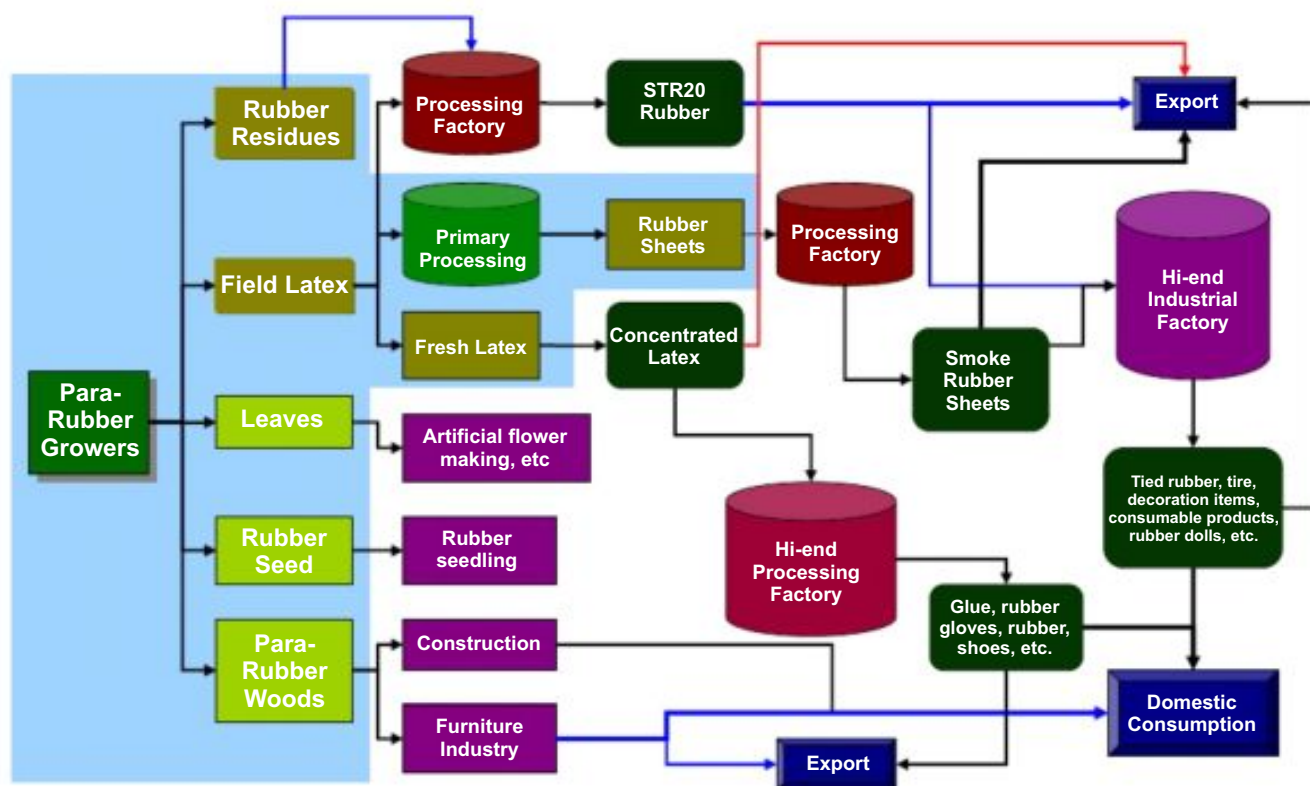 Rubber
Residues
Processing
Factory
STR20
Rubber
Export
Primary
Processing
Rubber
Sheets
Processing
Factory
Hi-end
Industrial
Factory
Field Latex
Fresh Latex
Concentrated
Latex
Smoke
Rubber
Sheets
Para-
Rubber
Growers
Leaves
Artificial flower
making, etc
Tied rubber, tire,
decoration items,
consumable products,
rubber dolls, etc.
Rubber
Seed
Rubber
seedling
Hi-end
Processing
Factory
Glue, rubber
gloves, rubber,
shoes, etc.
Para-
Rubber
Woods
Construction
Furniture
Industry
Export
Domestic
Consumption